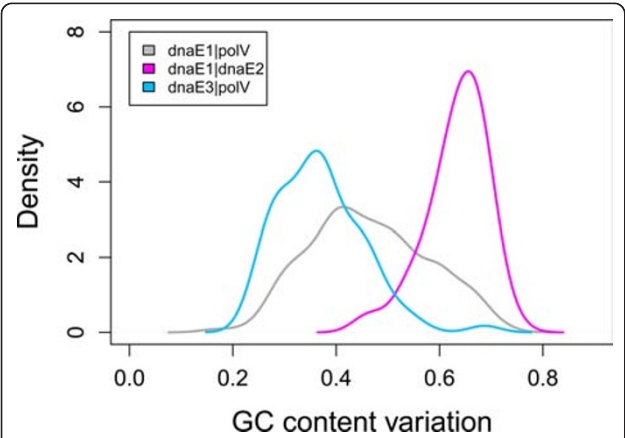 8
6
4
2
0
Density
dnaE1|polV
dnaE1|dnaE2
dnaE3|polV
0.0 0.2 0.4 0.6 0.8
GC content variation